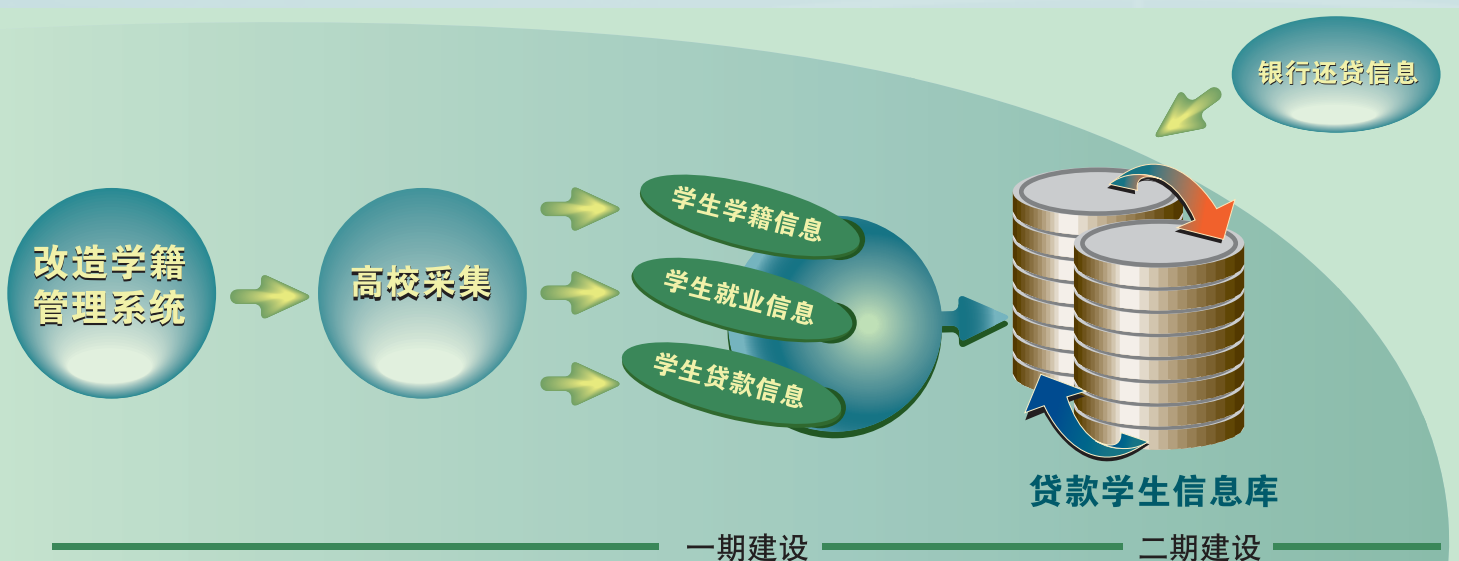 银行还贷信息
改造学籍
管理系统
高校采集
学生学籍信息
学生就业信息
学生贷款信息
贷款学生信息库
一期建设
二期建设